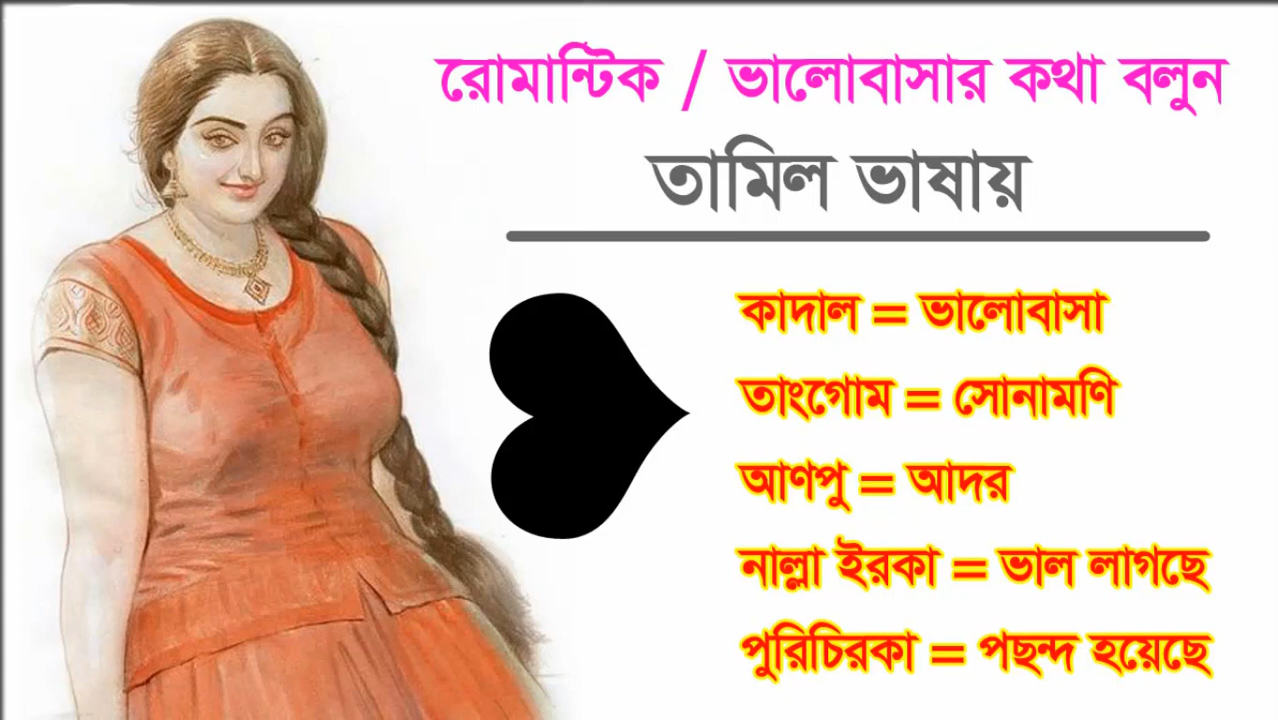 রোমান্টিক / ভালোবাসার কথা বলুন
তামিল ভাষায়
কাদাল = ভালোবাসা
তাংগোম = সোনামণি
আণপু = আদর
নাল্লা ইরকা = ভাল লাগছে
পুরিচিরকা = পছন্দ হয়েছে